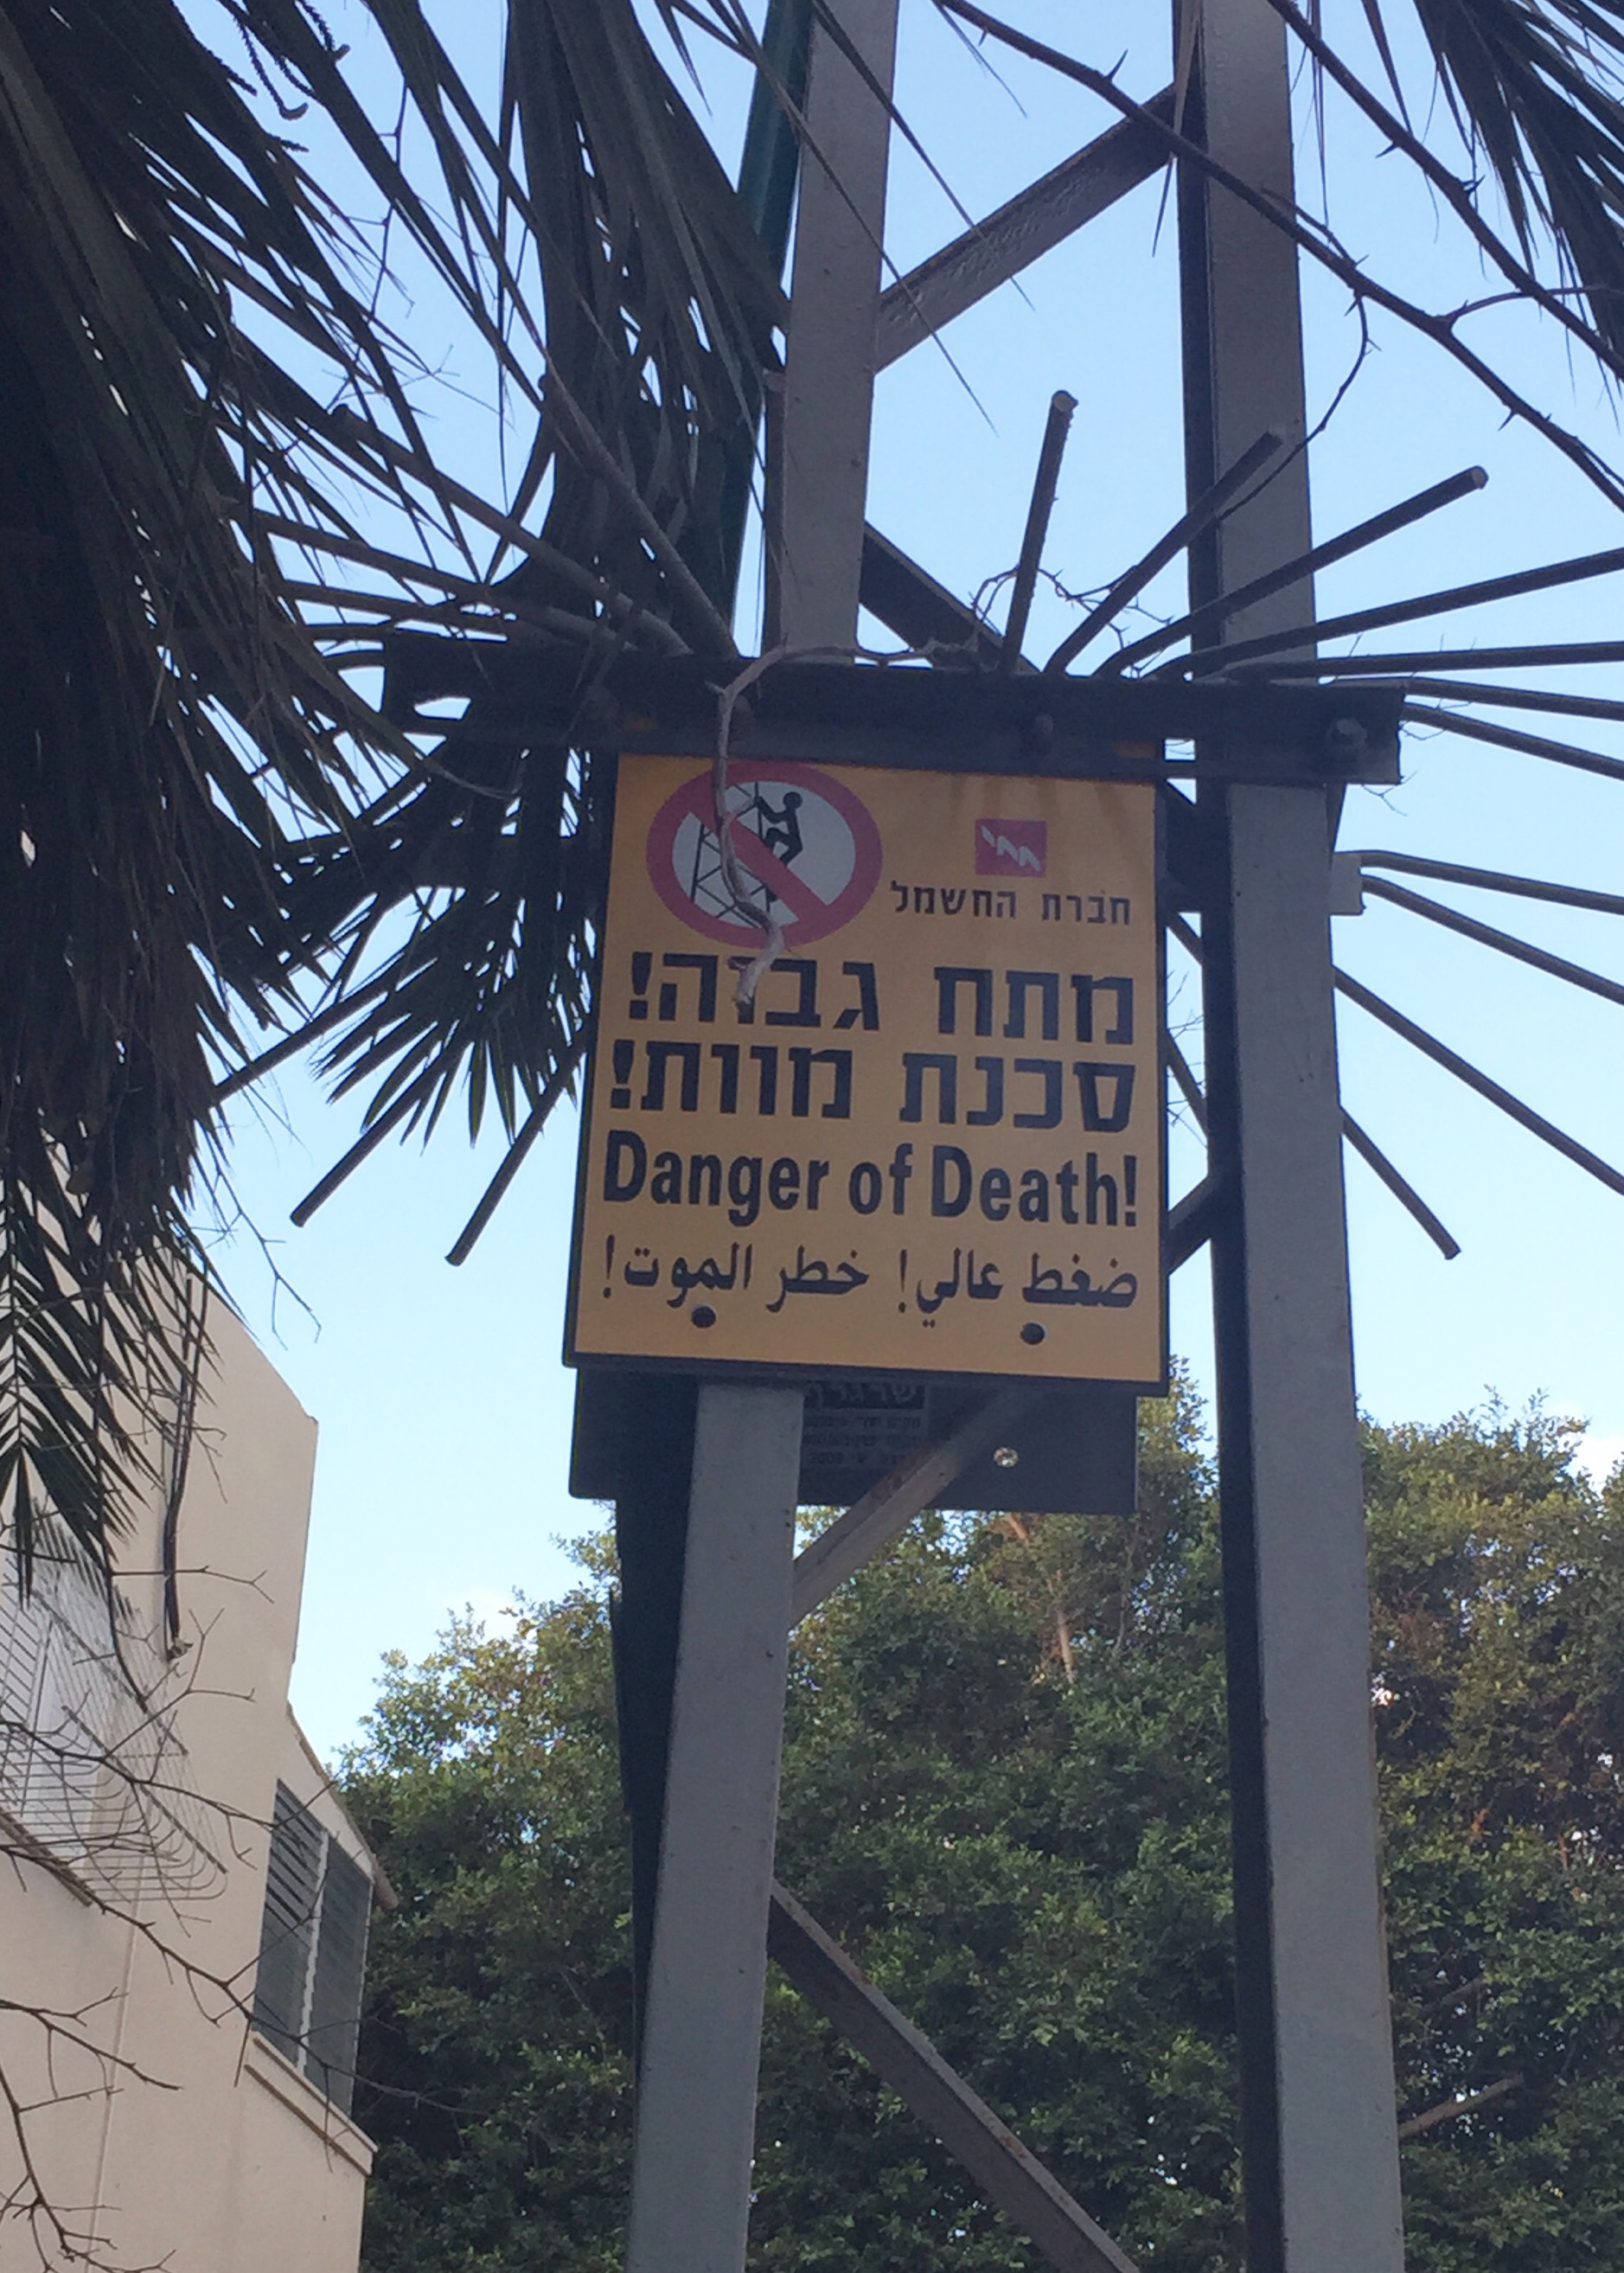 חברת החשמל
מתח גבוה!
סכנת מוות!
Danger of Death!
ضغط عالي! خطر الموت!